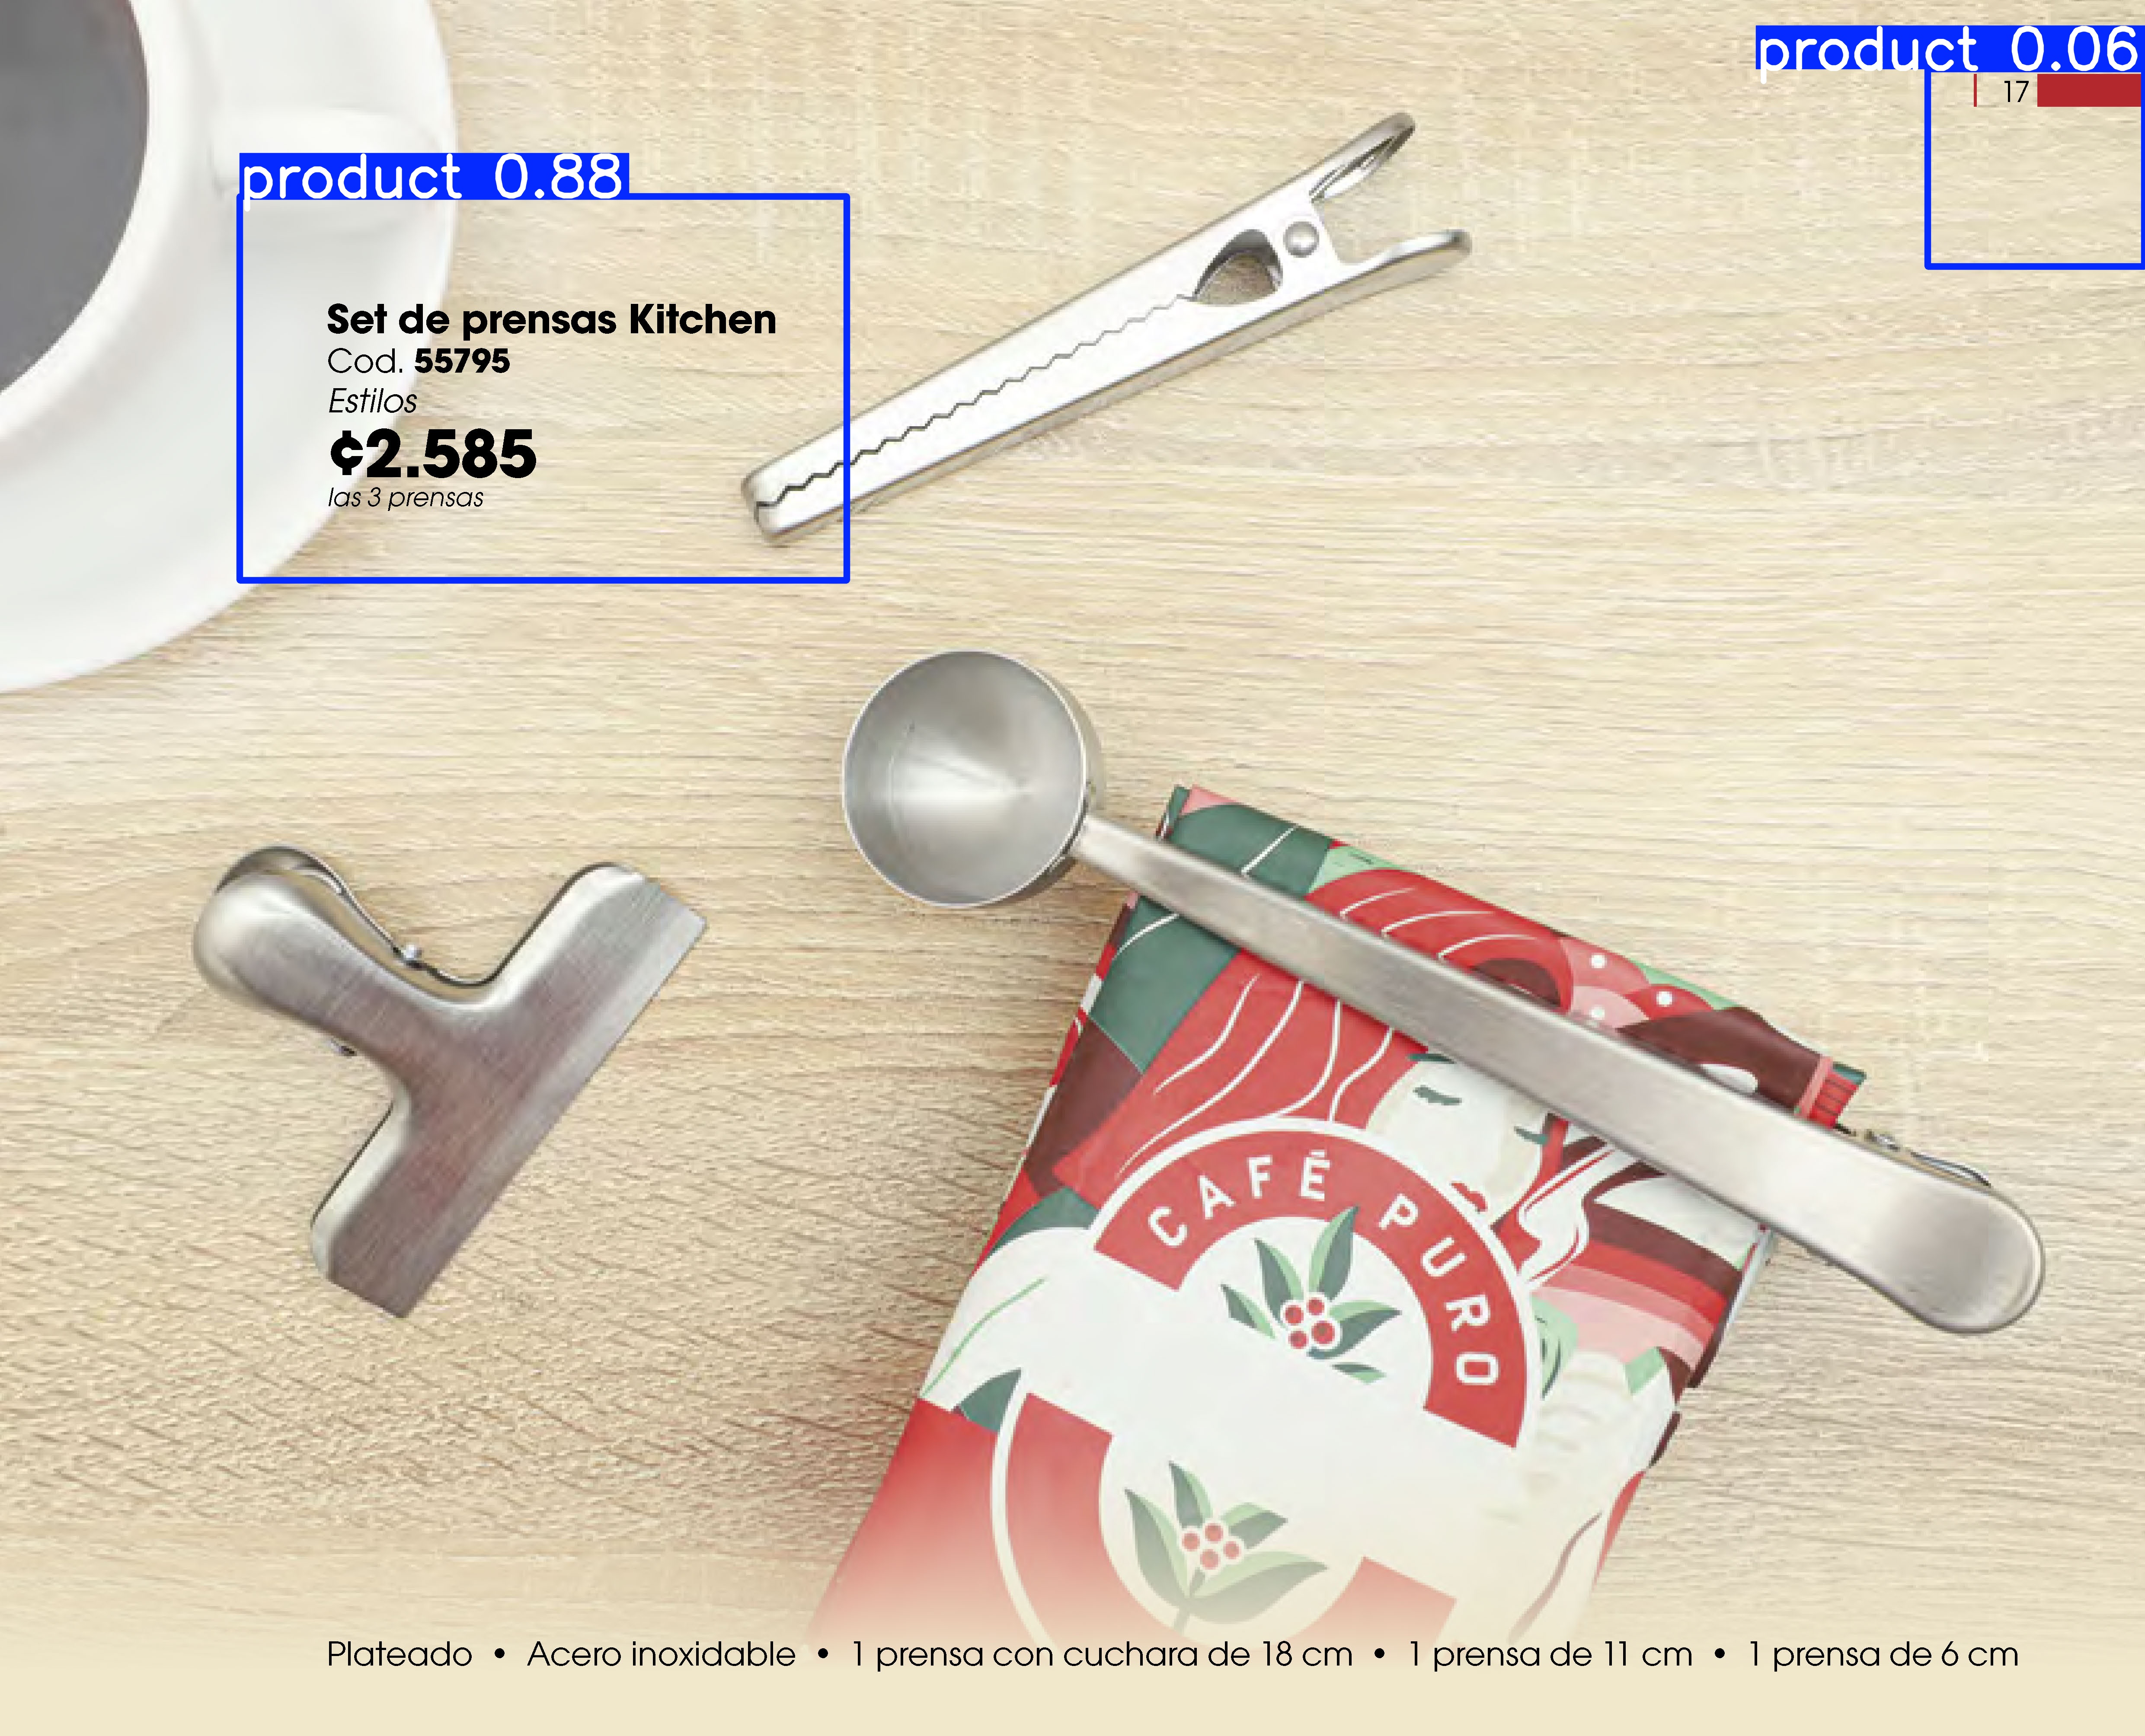 product 0.06
17
product 0.88
Set de prensas Kitchen
Cod. 55795
Estilos
¢2.585
las 3 prensas
CAFÉ PURO
Plateado • Acero inoxidable • 1 prensa con cuchara de 18 cm • 1 prensa de 11 cm • 1 prensa de 6 cm